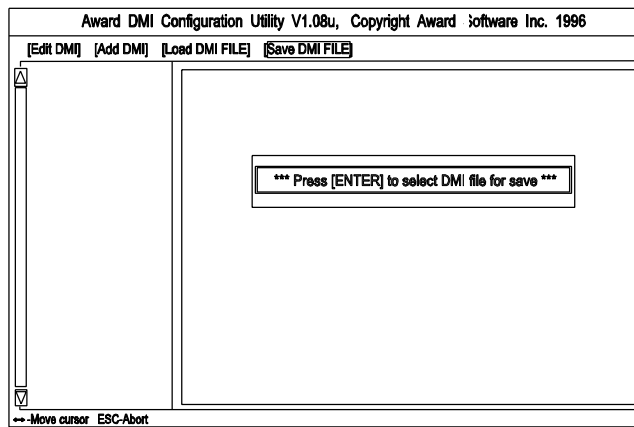 Award DMI Configuration Utility V1.08u, Copyright Award Software Inc. 1996
[Edit DMI] [Add DMI] [Load DMI FILE] [Save DMI FILE]
*** Press [ENTER] to select DMI file for save ***
↔-Move cursor ESC-Abort